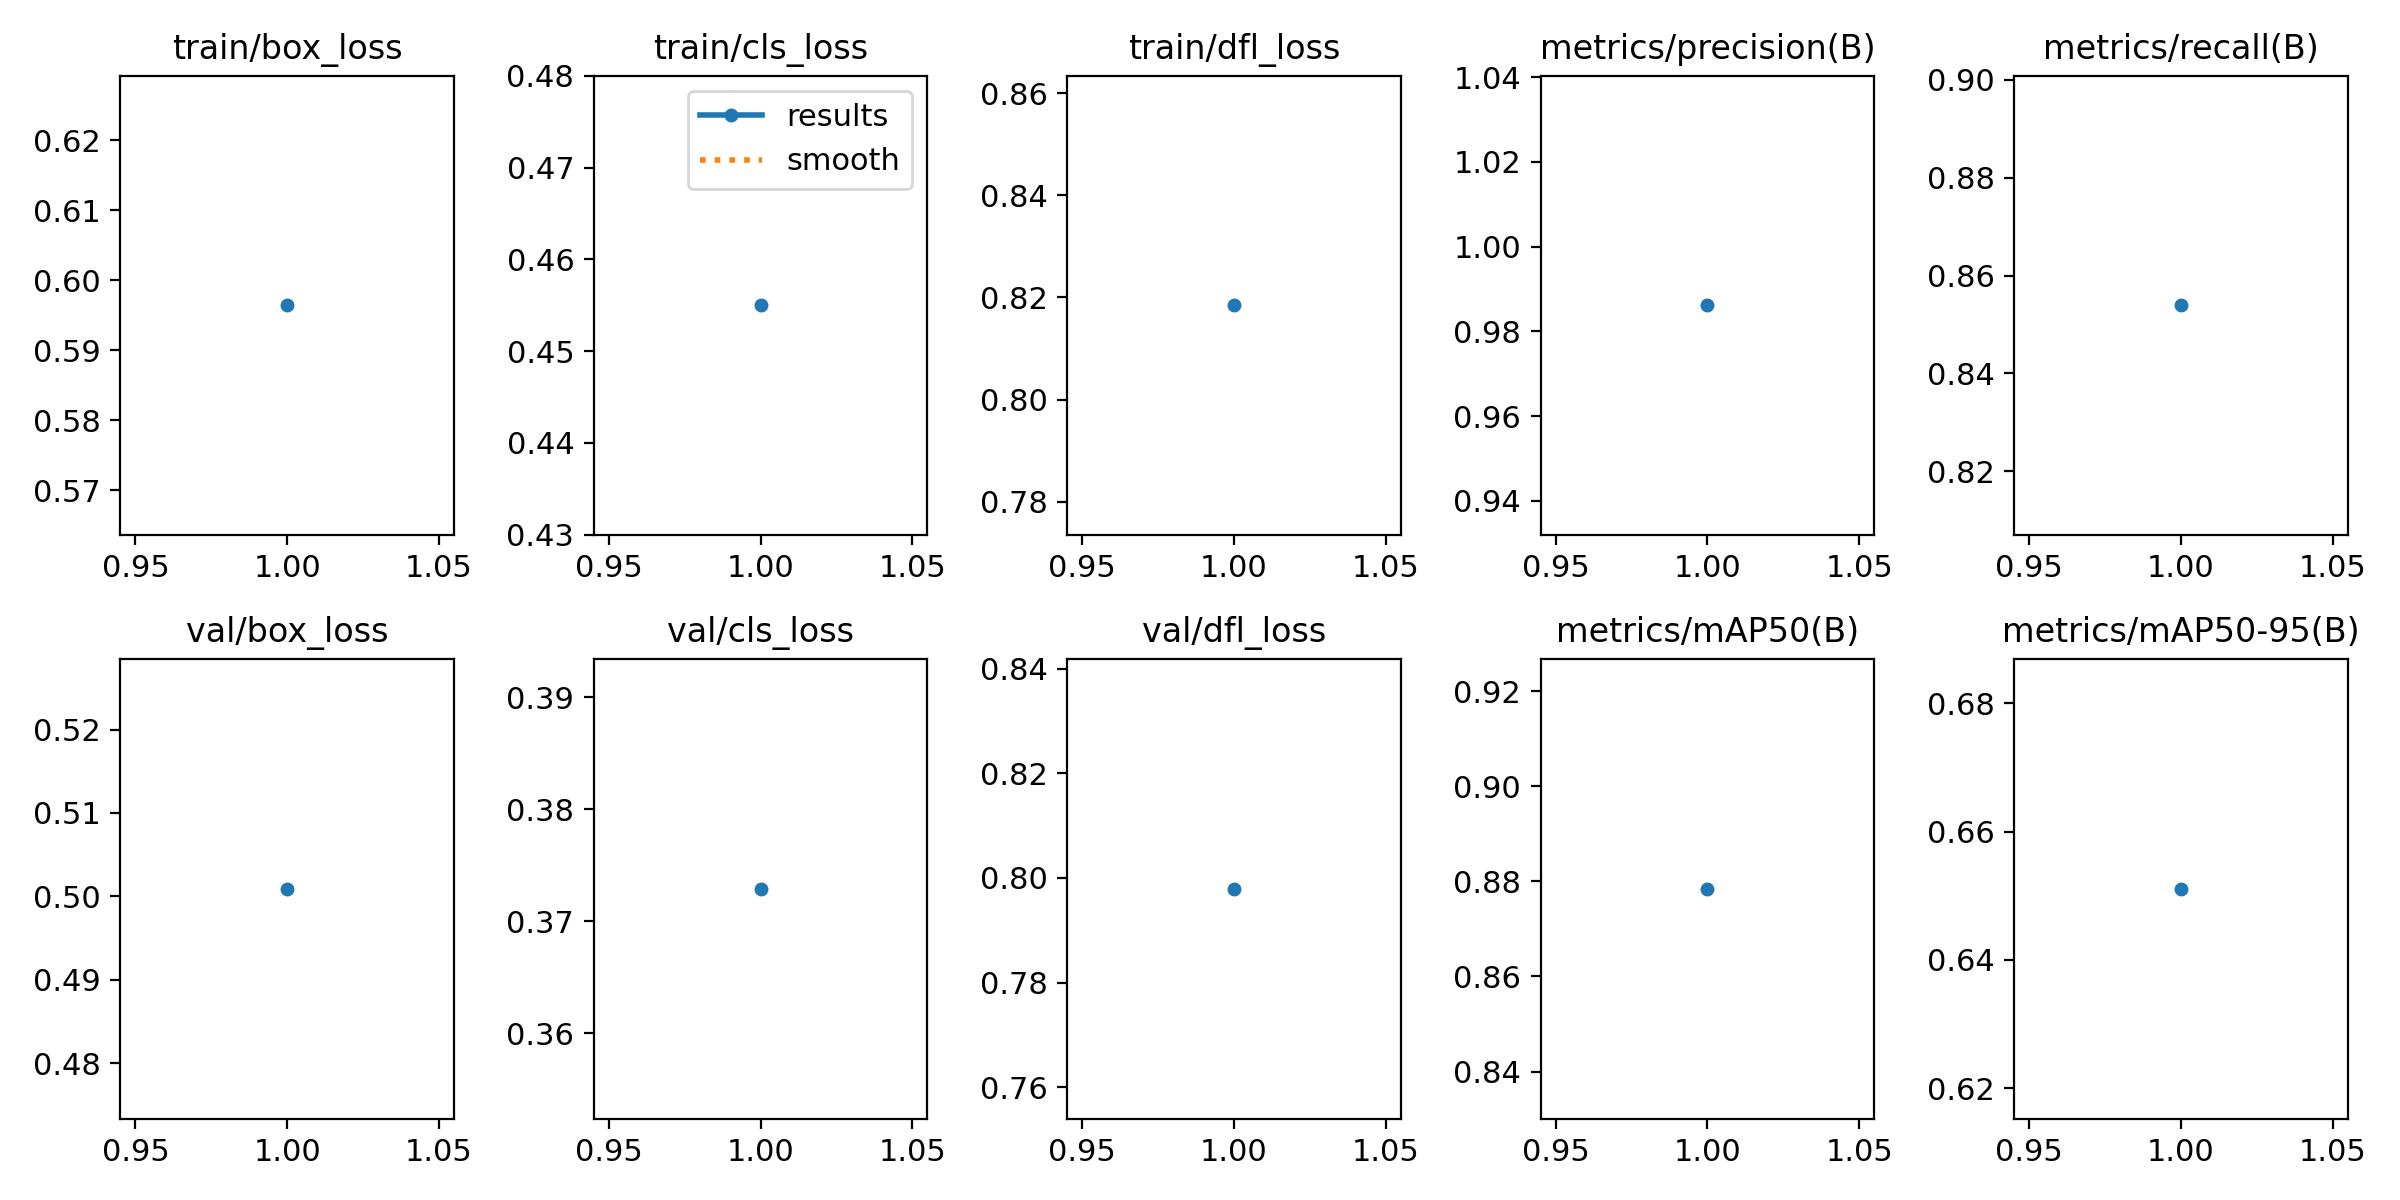 train/box_loss
0.62
0.61
0.60
0.59
0.58
0.57
0.95 1.00 1.05
train/cls_loss
0.48
0.47
0.46
0.45
0.44
0.43
results
smooth
0.95 1.00 1.05
train/dfl_loss
0.86
0.84
0.82
0.80
0.78
0.95 1.00 1.05
metrics/precision(B)
1.04
1.02
1.00
0.98
0.96
0.94
0.95 1.00 1.05
metrics/recall(B)
0.90
0.88
0.86
0.84
0.82
0.95 1.00 1.05
val/box_loss
0.52
0.51
0.50
0.49
0.48
0.95 1.00 1.05
val/cls_loss
0.39
0.38
0.37
0.36
0.95 1.00 1.05
val/dfl_loss
0.84
0.82
0.80
0.78
0.76
0.95 1.00 1.05
metrics/mAP50(B)
0.92
0.90
0.88
0.86
0.84
0.95 1.00 1.05
metrics/mAP50-95(B)
0.68
0.66
0.64
0.62
0.95 1.00 1.05